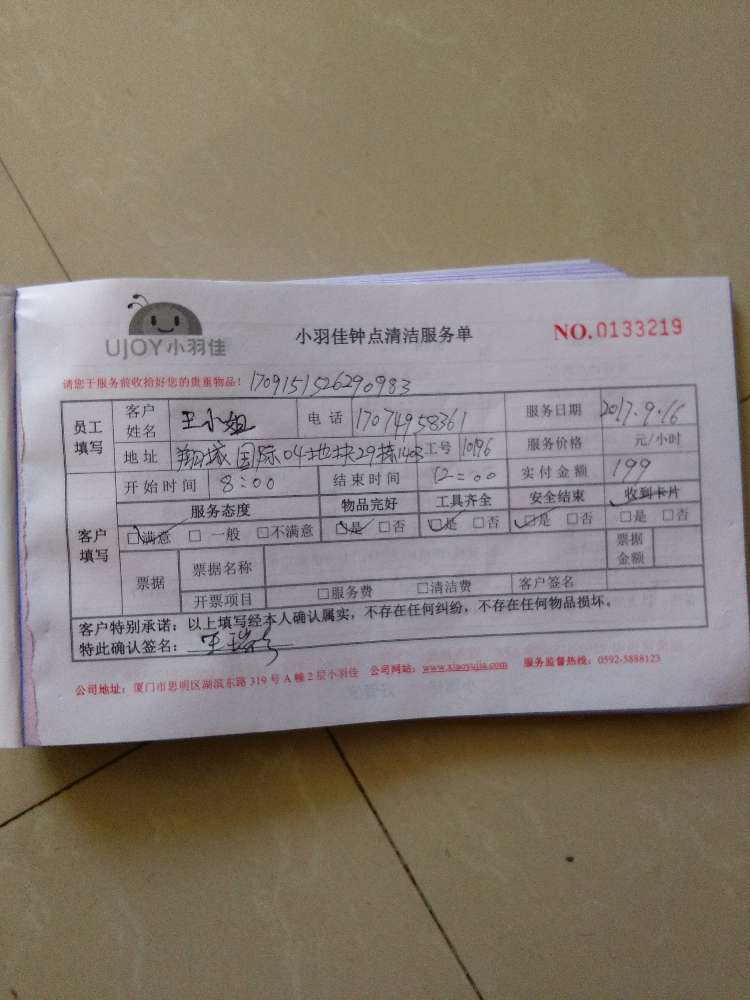 UJOY小羽佳
小羽佳钟点清洁服务单
NO.0133219
请您于服务前收拾好您的贵重物品! 170915152629 0983
员工填写 客户姓名 王小姐 电话 17074958361 服务日期 2017.9.16
地址 翔城国际04地块29栋1403 工号 10196 服务价格 元/小时
客户填写 开始时间 8:00 结束时间 12:00 实付金额 199
服务态度 物品完好 工具齐全 安全结束 收到卡片
□满意 □一般 □不满意 □是 □否 □是 □否 □是 □否 □是 □否
票据 票据名称 票据金额
开票项目 □服务费 □清洁费 客户签名
客户特别承诺:以上填写经本人确认属实,不存在任何纠纷,不存在任何物品损坏。
特此确认签名:
公司地址:厦门市思明区湖滨东路319号A幢2层小羽佳 公司网站:www.xiaoyujia.com 服务监督热线:0592-5888123